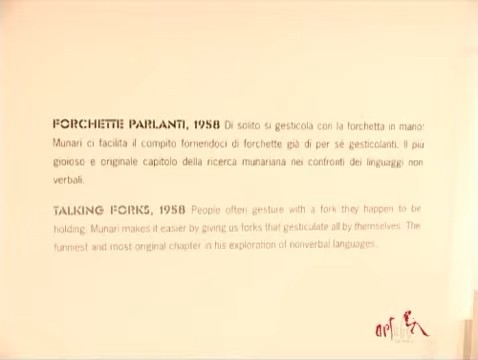 FORCHETTE PARLANTI, 1958 Di solito si gesticola con la forchetta in mano:
Munari ci facilita il compito fornendoci di forchette già di per sé gesticolanti. Il più
gioioso e originale capitolo della ricerca munariana nei confronti dei linguaggi non
verbali.
TALKING FORKS, 1958 People often gesture with a fork they happen to be
holding. Munari makes it easier by giving us forks that gesticulate all by themselves. The
funniest and most original chapter in his exploration of nonverbal languages.